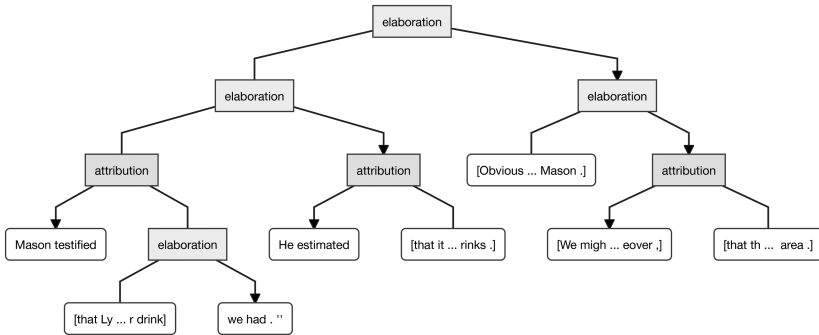 elaboration
elaboration
elaboration
attribution
attribution
[Obvious ... Mason .]
attribution
Mason testified
elaboration
He estimated
[that it ... rinks .]
[We migh ... eover ,]
[that th ... area .]
[that Ly ... r drink]
we had . ''